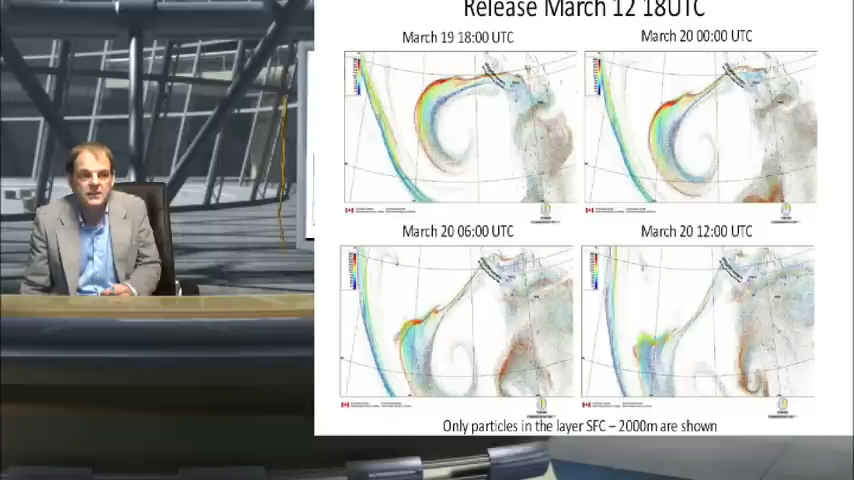 Release March 12 18UTC
March 19 18:00 UTC
March 20 00:00 UTC
March 20 06:00 UTC
March 20 12:00 UTC
Only particles in the layer SFC – 2000m are shown